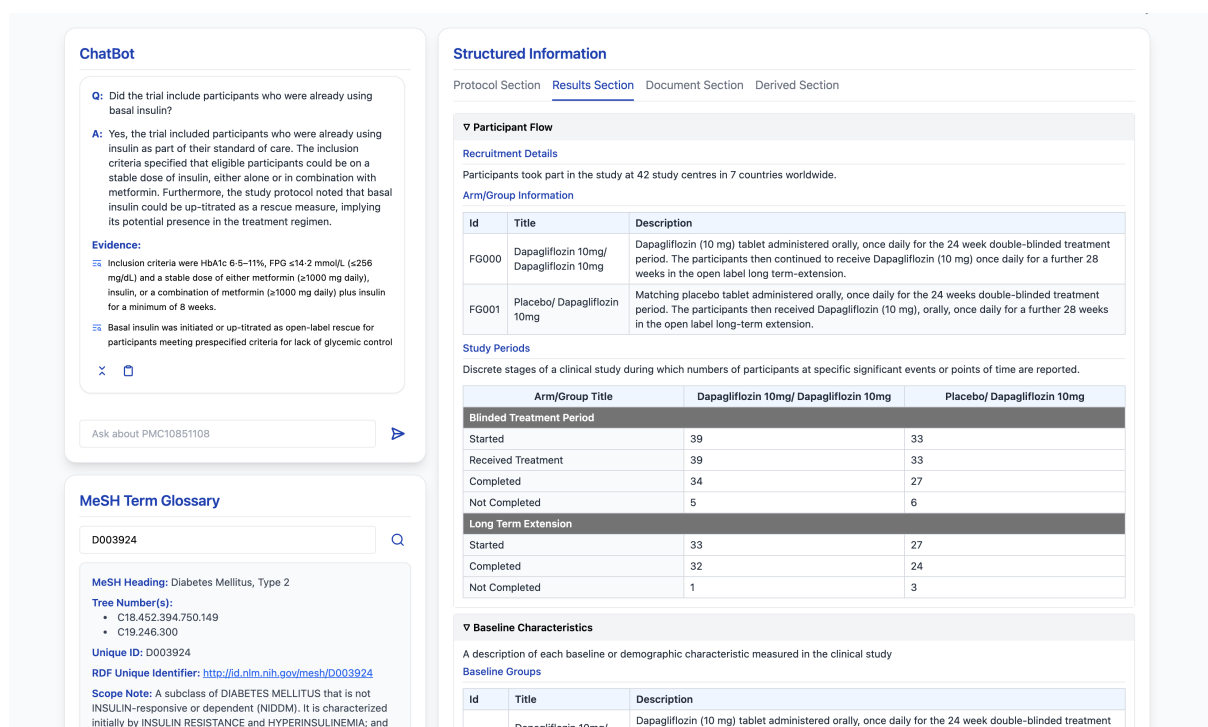 ChatBot
Q: Did the trial include participants who were already using
basal insulin?
A: Yes, the trial included participants who were already using
insulin as part of their standard of care. The inclusion
criteria specified that eligible participants could be on a
stable dose of insulin, either alone or in combination with
metformin. Furthermore, the study protocol noted that basal
insulin could be up-titrated as a rescue measure, implying
its potential presence in the treatment regimen.
Evidence:
Inclusion criteria were HbA1c 6·5–11%, FPG ≤14·2 mmol/L (≤256
mg/dL) and a stable dose of either metformin (≥1000 mg daily),
insulin, or a combination of metformin (≥1000 mg daily) plus insulin
for a minimum of 8 weeks.
Basal insulin was initiated or up-titrated as open-label rescue for
participants meeting prespecified criteria for lack of glycemic control
Ask about PMC10851108
MeSH Term Glossary
D003924
MeSH Heading: Diabetes Mellitus, Type 2
Tree Number(s):
• C18.452.394.750.149
• C19.246.300
Unique ID: D003924
RDF Unique Identifier: http://id.nlm.nih.gov/mesh/D003924
Scope Note: A subclass of DIABETES MELLITUS that is not
INSULIN-responsive or dependent (NIDDM). It is characterized
initially by INSULIN RESISTANCE and HYPERINSULINEMIA; and
Structured Information
Protocol Section Results Section Document Section Derived Section
∇ Participant Flow
Recruitment Details
Participants took part in the study at 42 study centres in 7 countries worldwide.
Arm/Group Information
Id Title Description
FG000 Dapagliflozin 10mg/ Dapagliflozin 10mg Dapagliflozin (10 mg) tablet administered orally, once daily for the 24 week double-blinded treatment
period. The participants then continued to receive Dapagliflozin (10 mg) once daily for a further 28
weeks in the open label long term-extension.
FG001 Placebo/ Dapagliflozin 10mg Matching placebo tablet administered orally, once daily for the 24 weeks double-blinded treatment
period. The participants then received Dapagliflozin (10 mg), orally, once daily for a further 28 weeks
in the open label long-term extension.
Study Periods
Discrete stages of a clinical study during which numbers of participants at specific significant events or points of time are reported.
Arm/Group Title Dapagliflozin 10mg/ Dapagliflozin 10mg Placebo/ Dapagliflozin 10mg
Blinded Treatment Period
Started 39 33
Received Treatment 39 33
Completed 34 27
Not Completed 5 6
Long Term Extension
Started 33 27
Completed 32 24
Not Completed 1 3
∇ Baseline Characteristics
A description of each baseline or demographic characteristic measured in the clinical study
Baseline Groups
Id Title Description
Dapagliflozin 10mg/ Dapagliflozin (10 mg) tablet administered orally, once daily for the 24 week double-blinded treatment